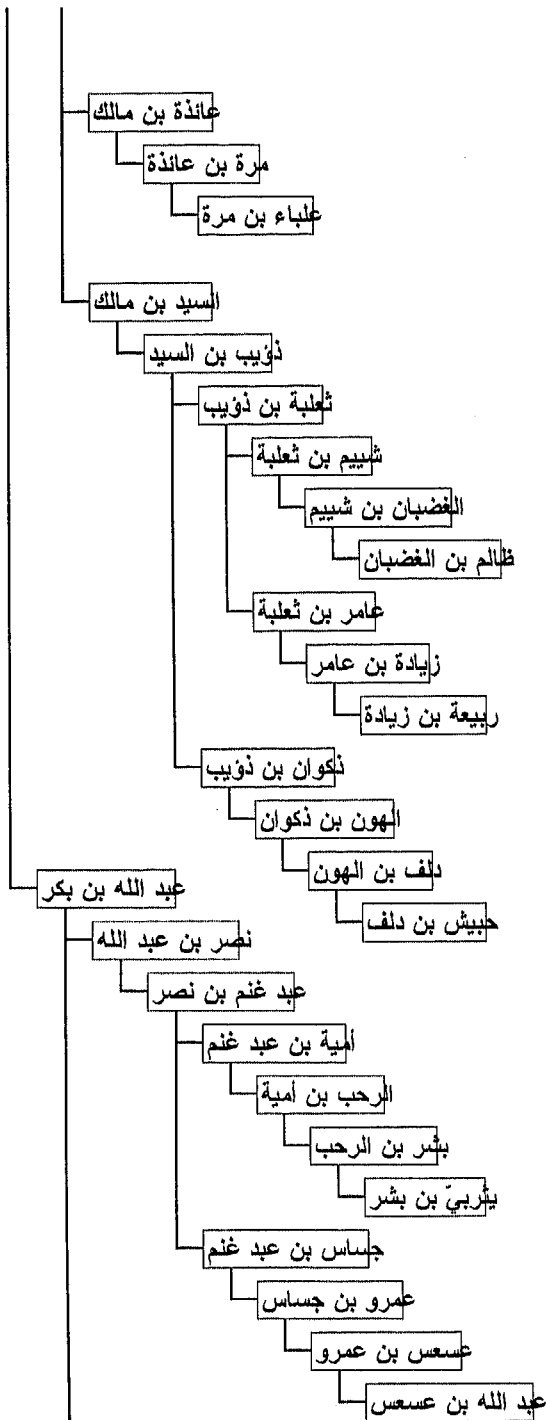 عائذة بن مالك
مرة بن عائذة
علباء بن مرة
السيد بن مالك
ذؤيب بن السيد
ثعلبة بن ذؤيب
شييم بن ثعلبة
الغضبان بن شييم
ظالم بن الغضبان
عامر بن ثعلبة
زيادة بن عامر
ربيعة بن زيادة
ذكوان بن ذؤيب
الهون بن ذكوان
دلف بن الهون
حبيش بن دلف
عبد الله بن بكر
نصر بن عبد الله
عبد غنم بن نصر
أمية بن عبد غنم
الرحب بن أمية
بشر بن الرحب
يثربيّ بن بشر
جساس بن عبد غنم
عمرو بن جساس
عسعس بن عمرو
عبد الله بن عسعس